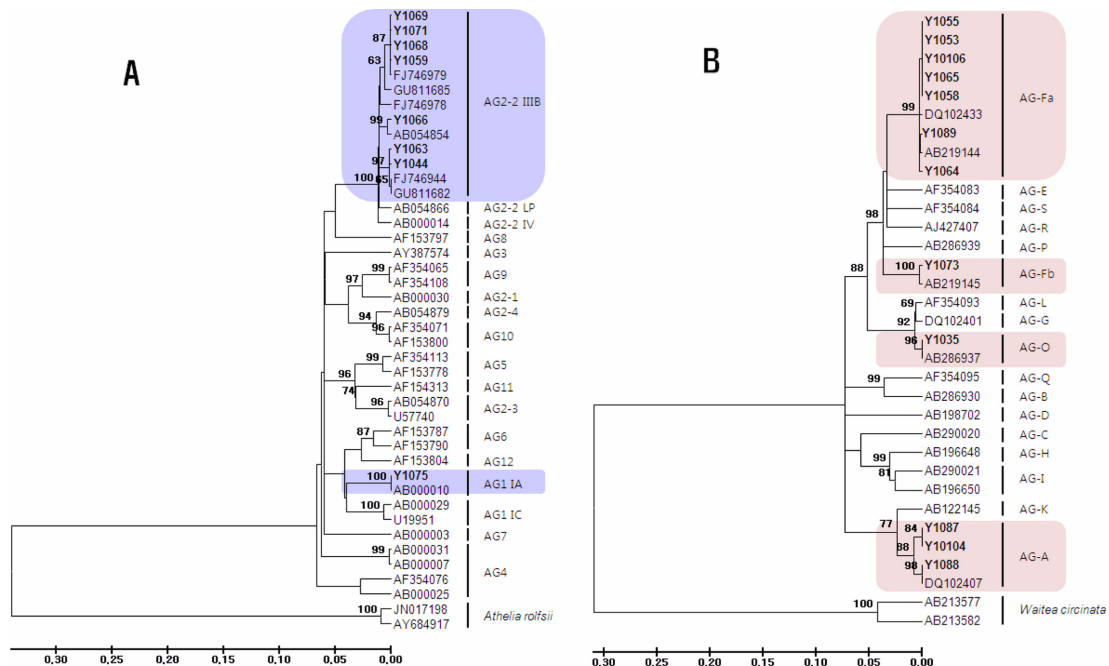 A
87
63
99
97
65
100
Y1069
Y1071
Y1068
Y1059
FJ746979
GU811685
FJ746978
Y1066
AB054854
Y1063
Y1044
FJ746944
GU811682
AG2-2 IIIB
AB054866 AG2-2 LP
AB000014 AG2-2 IV
AF153797 AG8
AY387574 AG3
99
97
AF354065
AF354108
AG9
AB000030 AG2-1
94
AB054879 AG2-4
96
AF354071
AF153800
AG10
99
96
AF354113
AF153778
AG5
74
AF154313 AG11
96
AB054870
U57740
AG2-3
87
AF153787
AF153790
AG6
AF153804 AG12
100
Y1075
AB000010
AG1 IA
100
AB000029
U19951
AG1 IC
AB000003 AG7
99
AB000031
AB000007
AF354076
AB000025
AG4
100
JN017198
AY684917
Athelia rolfsii
0.30 0.25 0.20 0.15 0.10 0.05 0.00
B
99
Y1055
Y1053
Y10106
Y1065
Y1058
DQ102433
Y1089
AB219144
Y1064
AG-Fa
AF354083 AG-E
98
AF354084 AG-S
AJ427407 AG-R
AB286939 AG-P
88
100
Y1073
AB219145
AG-Fb
69
AF354093 AG-L
92
DQ102401 AG-G
96
Y1035
AB286937
AG-O
99
AF354095 AG-Q
AB286930 AG-B
AB198702 AG-D
AB290020 AG-C
99
AB196648 AG-H
81
AB290021
AB196650
AG-I
77
AB122145 AG-K
84
88
98
Y1087
Y10104
Y1088
DQ102407
AG-A
100
AB213577
AB213582
Waitea circinata
0.30 0.25 0.20 0.15 0.10 0.05 0.00